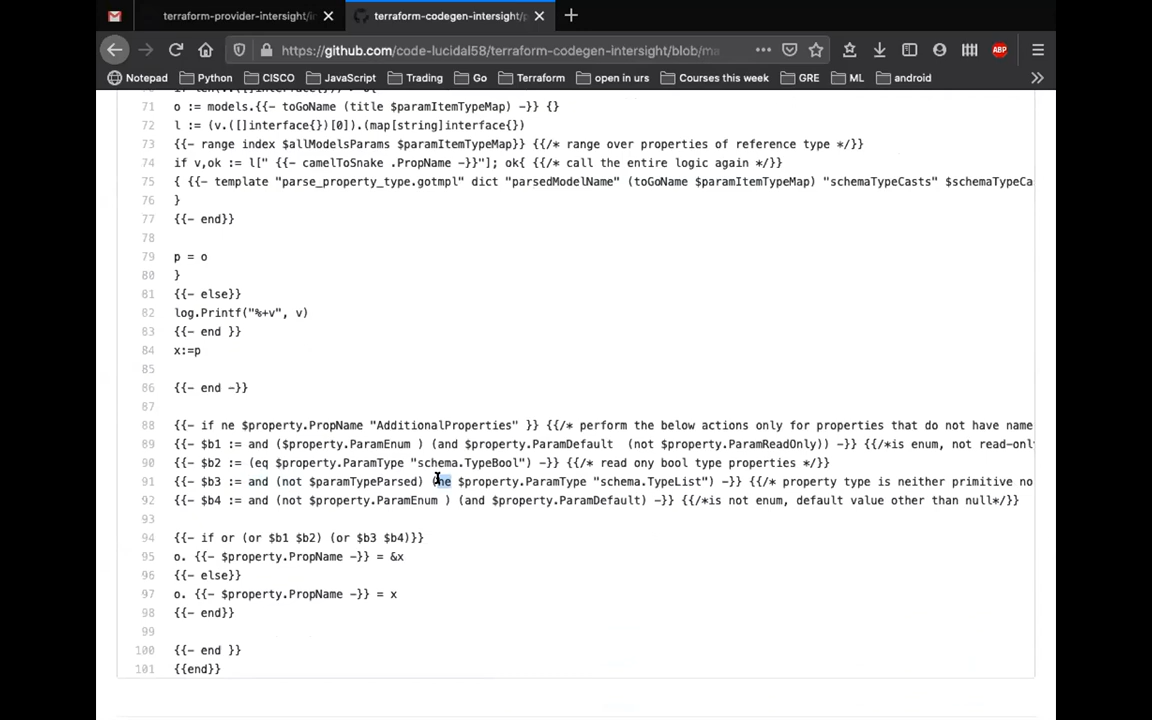 terraform-provider-intersight/i
terraform-codegen-intersight/p
https://github.com/code-lucidal58/terraform-codegen-intersight/blob/ma
ABP
Notepad Python CISCO JavaScript Trading Go Terraform open in urs Courses this week GRE ML android
71 o := models.{{- toGoName (title $paramItemTypeMap) -}} {}
72 l := (v.([]interface{})[0]).(map[string]interface{})
73 {{- range index $allModelsParams $paramItemTypeMap}} {{/* range over properties of reference type */}}
74 if v,ok := l[" {{- camelToSnake .PropName -}}"]; ok{ {{/* call the entire logic again */}}
75 { {{- template "parse_property_type.gotmpl" dict "parsedModelName" (toGoName $paramItemTypeMap) "schemaTypeCasts" $schemaTypeCa
76 }
77 {{- end}}
78
79 p = o
80 }
81 {{- else}}
82 log.Printf("%+v", v)
83 {{- end }}
84 x:=p
85
86 {{- end -}}
87
88 {{- if ne $property.PropName "AdditionalProperties" }} {{/* perform the below actions only for properties that do not have name
89 {{- $b1 := and ($property.ParamEnum ) (and $property.ParamDefault  (not $property.ParamReadOnly)) -}} {{/*is enum, not read-onl
90 {{- $b2 := (eq $property.ParamType "schema.TypeBool") -}} {{/* read ony bool type properties */}}
91 {{- $b3 := and (not $paramTypeParsed) (ne $property.ParamType "schema.TypeList") -}} {{/* property type is neither primitive no
92 {{- $b4 := and (not $property.ParamEnum ) (and $property.ParamDefault) -}} {{/*is not enum, default value other than null*/}}
93
94 {{- if or (or $b1 $b2) (or $b3 $b4)}}
95 o. {{- $property.PropName -}} = &x
96 {{- else}}
97 o. {{- $property.PropName -}} = x
98 {{- end}}
99
100 {{- end }}
101 {{end}}